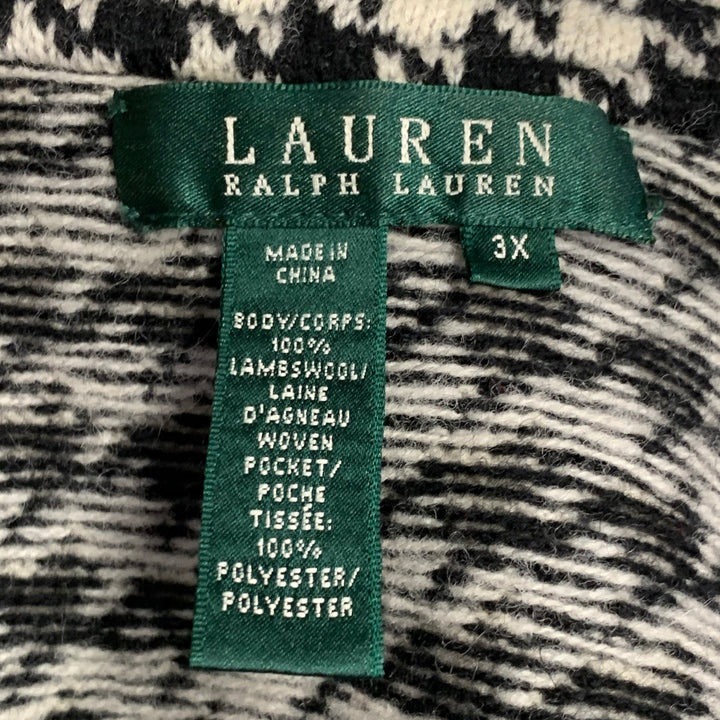 LAUREN
RALPH LAUREN
3X
MADE IN
CHINA
BODY/CORPS:
100%
LAMBSWOOL/
LAINE
D'AGNEAU
WOVEN
POCKET/
POCHE
TISSÉE:
100%
POLYESTER/
POLYESTER